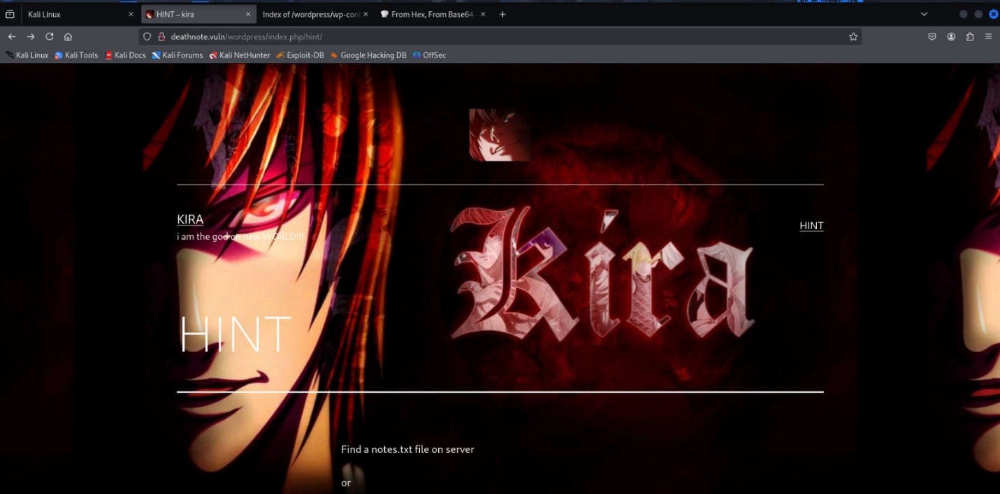 Kali Linux
HINT – kira
Index of /wordpress/wp-cont
From Hex, From Base64 -
deathnote.vuln/wordpress/index.php/hint/
Kali Linux
Kali Tools
Kali Docs
Kali Forums
Kali NetHunter
Exploit-DB
Google Hacking DB
OffSec
KIRA
i am the god on new WORLD!!!
Kira
HINT
HINT
Find a notes.txt file on server
or